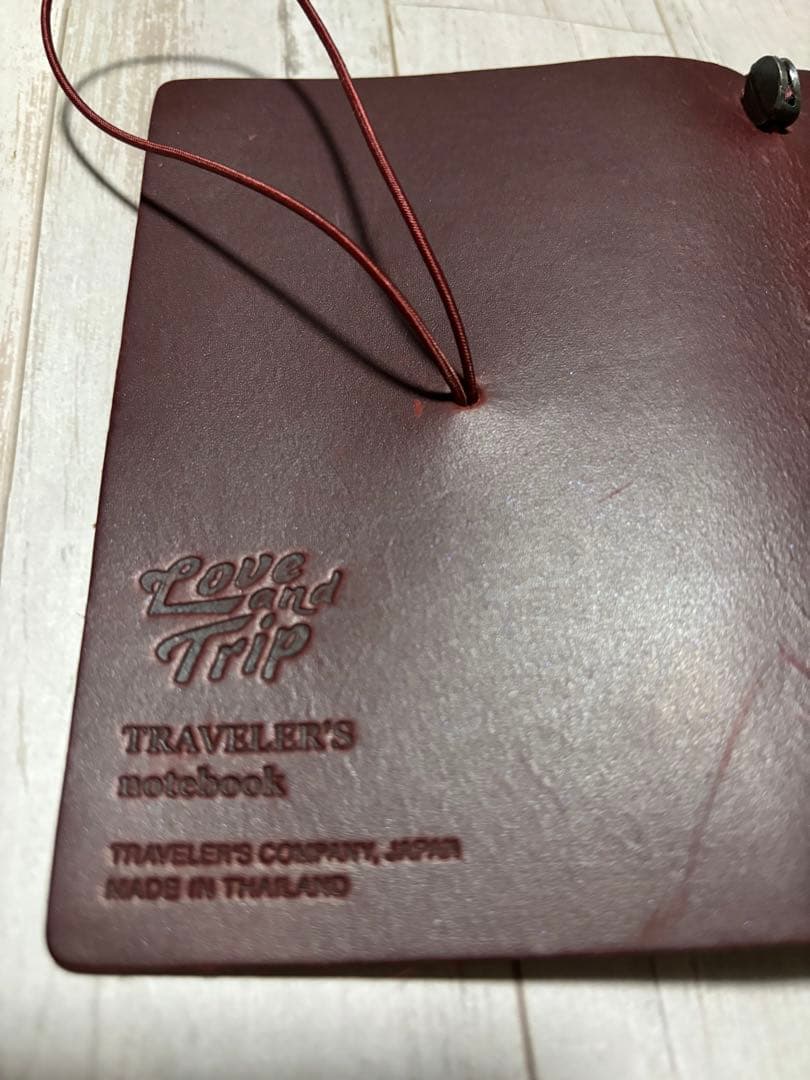 Love
and
Trip
TRAVELER'S
notebook
TRAVELER'S COMPANY, JAPAN
MADE IN THAILAND